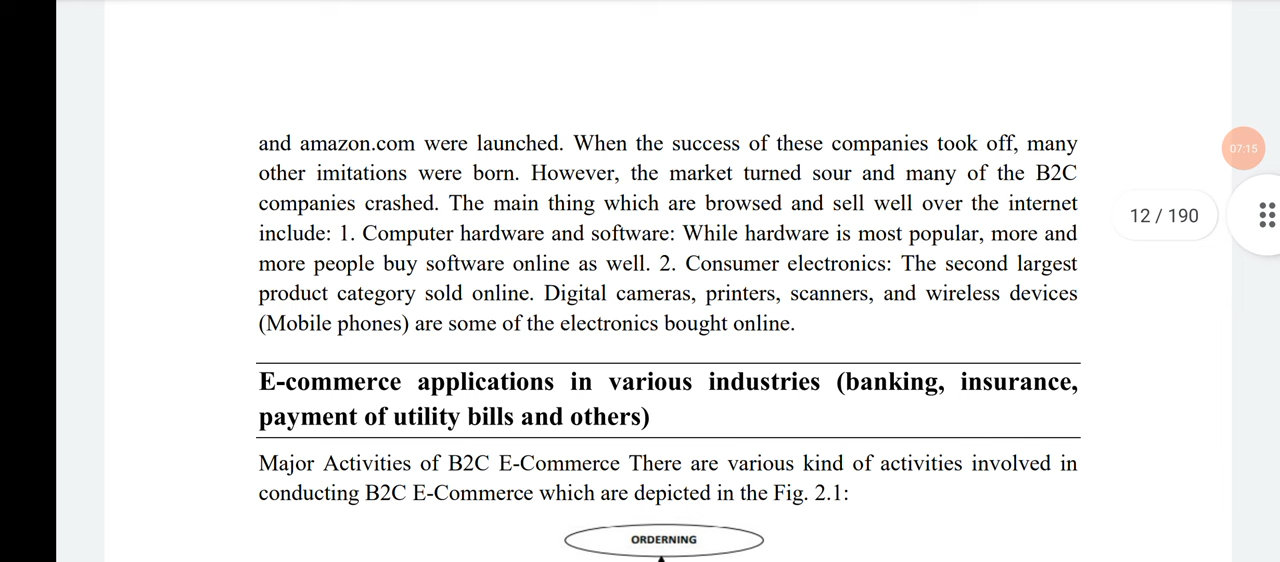 and amazon.com were launched. When the success of these companies took off, many
other imitations were born. However, the market turned sour and many of the B2C
companies crashed. The main thing which are browsed and sell well over the internet
include: 1. Computer hardware and software: While hardware is most popular, more and
more people buy software online as well. 2. Consumer electronics: The second largest
product category sold online. Digital cameras, printers, scanners, and wireless devices
(Mobile phones) are some of the electronics bought online.
E-commerce applications in various industries (banking, insurance,
payment of utility bills and others)
Major Activities of B2C E-Commerce There are various kind of activities involved in
conducting B2C E-Commerce which are depicted in the Fig. 2.1:
ORDERNING
07:15
12 / 190